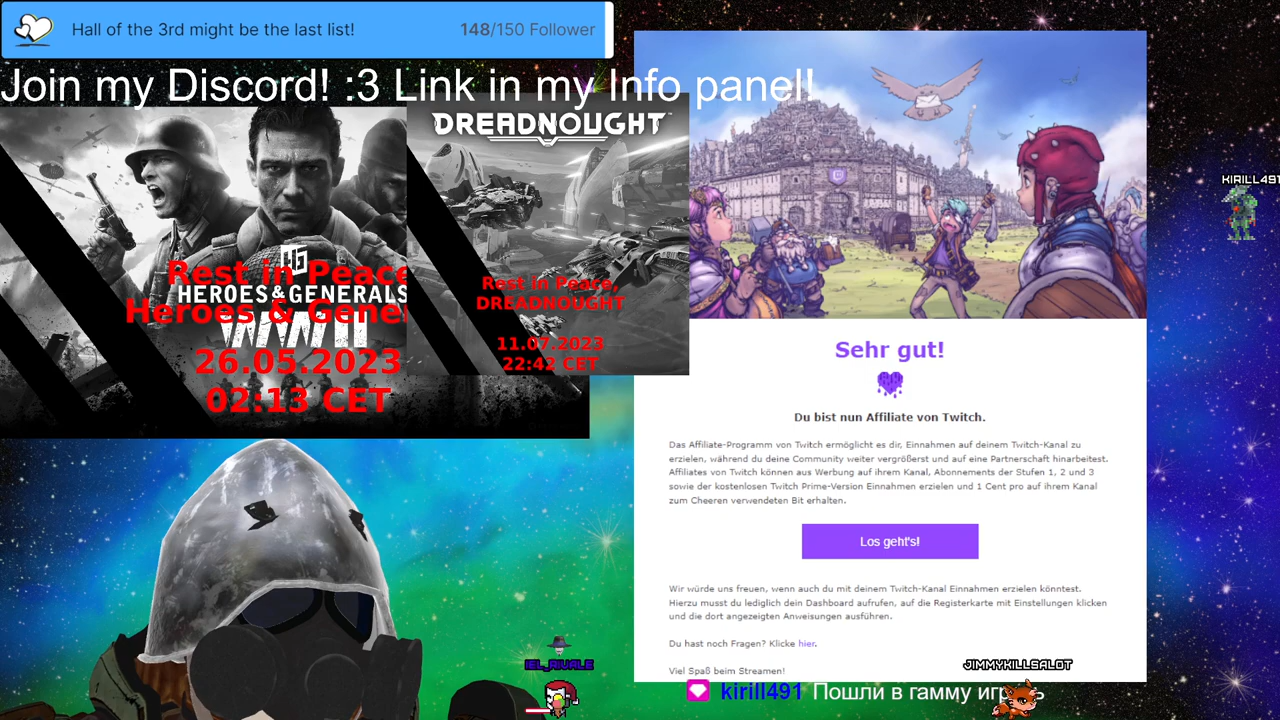 Hall of the 3rd might be the last list!
148/150 Follower
Join my Discord! :3 Link in my Info panel!
Rest in Peace
HEROES & GENERALS
Heroes & Gene
WWII
26.05.2023
02:13 CET
DREADNOUGHT
Rest in Peace,
DREADNOUGHT
11.07.2023
22:42 CET
KIRILL491
Sehr gut!
Du bist nun Affiliate von Twitch.
Das Affiliate-Programm von Twitch ermöglicht es dir, Einnahmen auf deinem Twitch-Kanal zu
erzielen, während du deine Community weiter vergrößerst und auf eine Partnerschaft hinarbeitest.
Affiliates von Twitch können aus Werbung auf ihrem Kanal, Abonnements der Stufen 1, 2 und 3
sowie der kostenlosen Twitch Prime-Version Einnahmen erzielen und 1 Cent pro auf ihrem Kanal
zum Cheeren verwendeten Bit erhalten.
Los geht's!
Wir würde uns freuen, wenn auch du mit deinem Twitch-Kanal Einnahmen erzielen könntest.
Hierzu musst du lediglich dein Dashboard aufrufen, auf die Registerkarte mit Einstellungen klicken
und die dort angezeigten Anweisungen ausführen.
Du hast noch Fragen? Klicke hier.
Viel Spaß beim Streamen!
IEL_RIVALE
JIMMYKILLSALOT
kirill491 Пошли в гамму